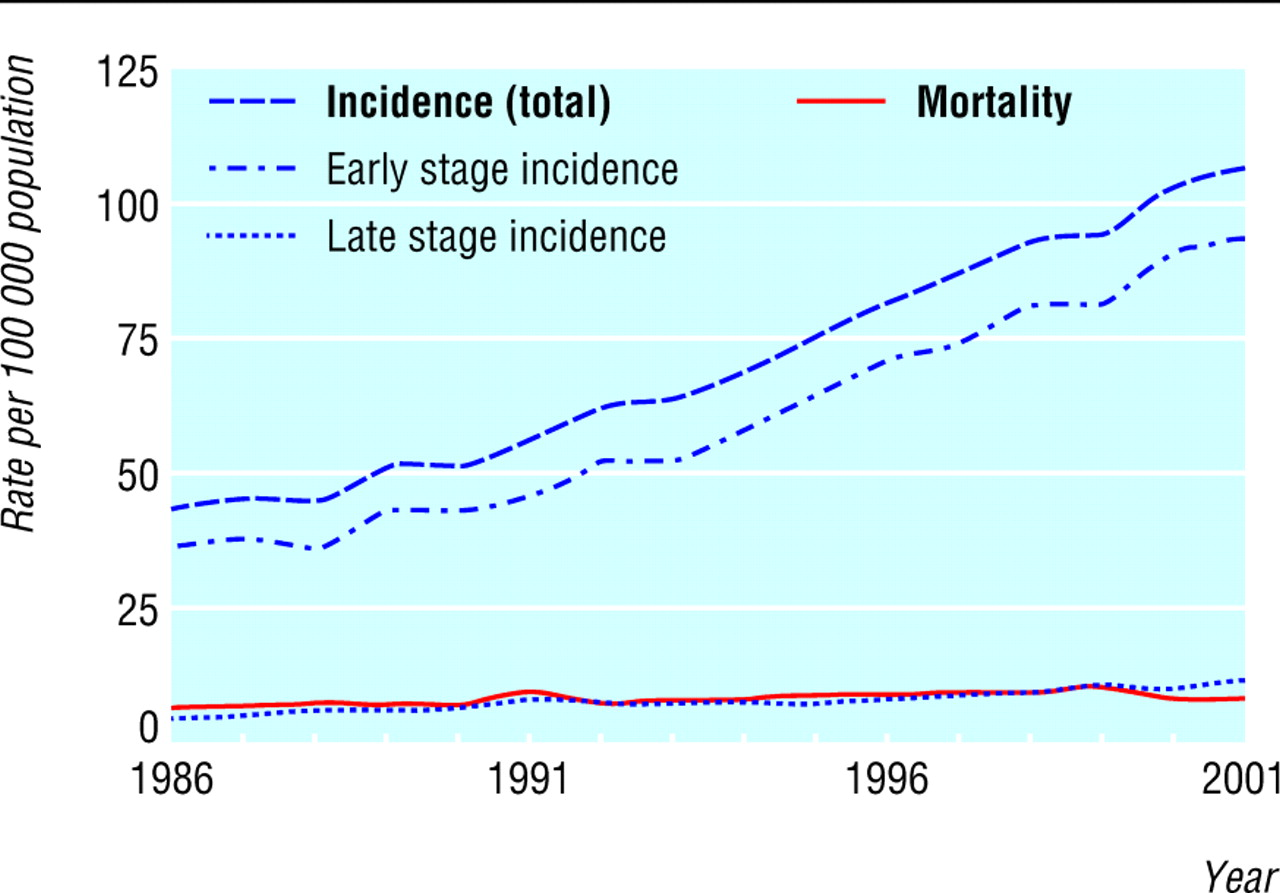 Rate per 100 000 population
125
100
75
50
25
0
Incidence (total)
Mortality
Early stage incidence
Late stage incidence
1986
1991
1996
2001
Year